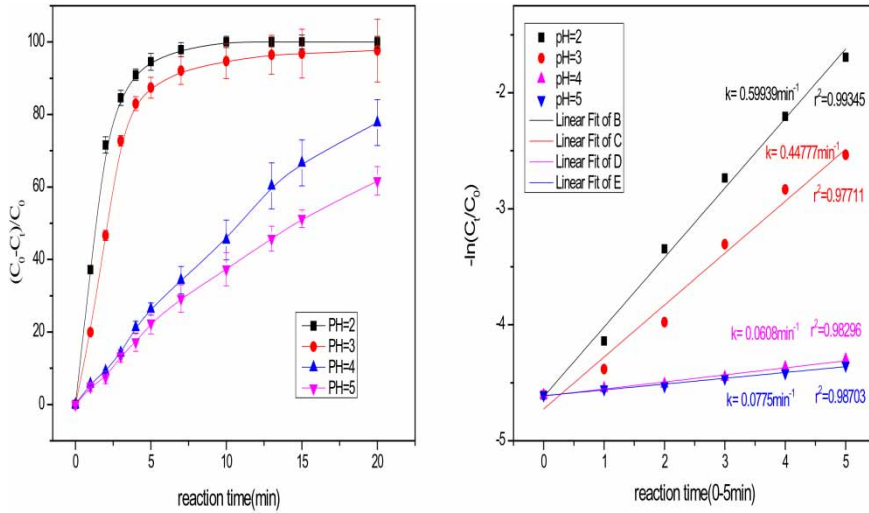 100
80
60
40
20
0
(C₀-Cₜ)/C₀
PH=2
PH=3
PH=4
PH=5
0
5
10
15
20
reaction time(min)
-2
-3
-4
-5
-ln(Cₜ/C₀)
pH=2
pH=3
pH=4
pH=5
Linear Fit of B
Linear Fit of C
Linear Fit of D
Linear Fit of E
k= 0.59939min⁻¹
r²=0.99345
k= 0.44777min⁻¹
r²=0.97711
k= 0.0608min⁻¹
r²=0.98296
k= 0.0775min⁻¹
r²=0.98703
0
1
2
3
4
5
reaction time(0-5min)